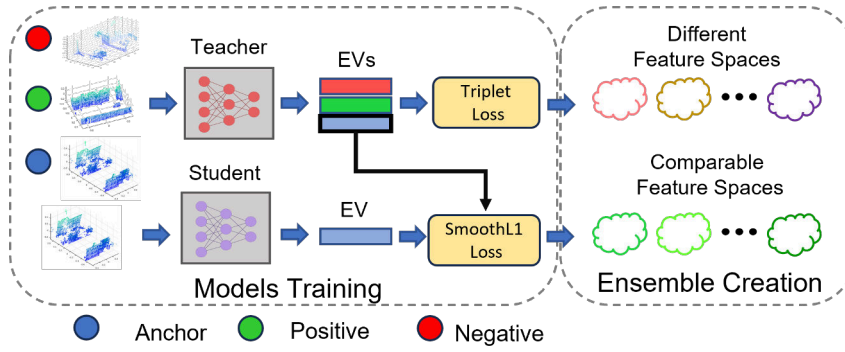 Teacher
EVs
Triplet
Loss
Different
Feature Spaces
Student
EV
SmoothL1
Loss
Comparable
Feature Spaces
Models Training
Ensemble Creation
Anchor
Positive
Negative